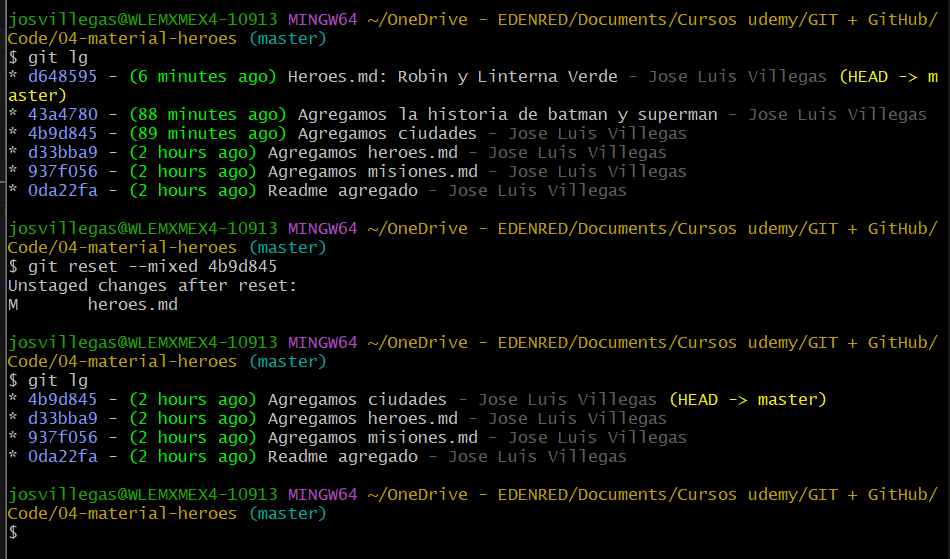 josvillegas@WLEMXMEX4-10913 MINGW64 ~/OneDrive - EDENRED/Documents/Cursos udemy/GIT + GitHub/
Code/04-material-heroes (master)
$ git lg
* d648595 - (6 minutes ago) Heroes.md: Robin y Linterna Verde - Jose Luis Villegas (HEAD -> m
aster)
* 43a4780 - (88 minutes ago) Agregamos la historia de batman y superman - Jose Luis Villegas
* 4b9d845 - (89 minutes ago) Agregamos ciudades - Jose Luis Villegas
* d33bba9 - (2 hours ago) Agregamos heroes.md - Jose Luis Villegas
* 937f056 - (2 hours ago) Agregamos misiones.md - Jose Luis Villegas
* 0da22fa - (2 hours ago) Readme agregado - Jose Luis Villegas
josvillegas@WLEMXMEX4-10913 MINGW64 ~/OneDrive - EDENRED/Documents/Cursos udemy/GIT + GitHub/
Code/04-material-heroes (master)
$ git reset --mixed 4b9d845
Unstaged changes after reset:
M       heroes.md
josvillegas@WLEMXMEX4-10913 MINGW64 ~/OneDrive - EDENRED/Documents/Cursos udemy/GIT + GitHub/
Code/04-material-heroes (master)
$ git lg
* 4b9d845 - (2 hours ago) Agregamos ciudades - Jose Luis Villegas (HEAD -> master)
* d33bba9 - (2 hours ago) Agregamos heroes.md - Jose Luis Villegas
* 937f056 - (2 hours ago) Agregamos misiones.md - Jose Luis Villegas
* 0da22fa - (2 hours ago) Readme agregado - Jose Luis Villegas
josvillegas@WLEMXMEX4-10913 MINGW64 ~/OneDrive - EDENRED/Documents/Cursos udemy/GIT + GitHub/
Code/04-material-heroes (master)
$